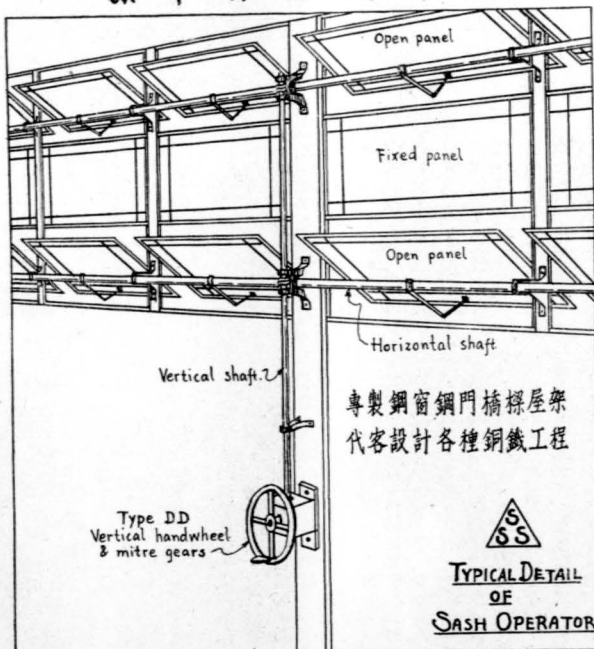 Open panel
Fixed panel
Open panel
Horizontal shaft
Vertical shaft.
專製鋼窗鋼門橋樑屋架
代客設計各種銅鐵工程
Type DD
Vertical handwheel
& mitre gears
S
S S
TYPICAL DETAIL
OF
SASH OPERATOR